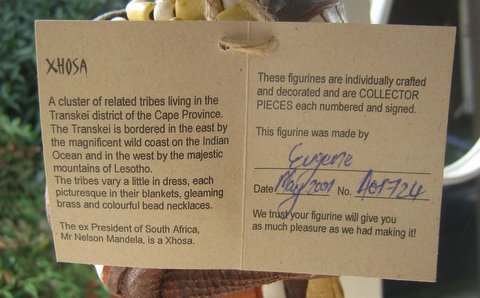 XHOSA
A cluster of related tribes living in the
Transkei district of the Cape Province.
The Transkei is bordered in the east by
the magnificent wild coast on the Indian
Ocean and in the west by the majestic
mountains of Lesotho.
The tribes vary a little in dress, each
picturesque in their blankets, gleaming
brass and colourful bead necklaces.
The ex President of South Africa,
Mr Nelson Mandela, is a Xhosa.
These figurines are individually crafted
and decorated and are COLLECTOR
PIECES each numbered and signed.
This figurine was made by
Eugene
Date May 2001 No.
We trust your figurine will give you
as much pleasure as we had making it!